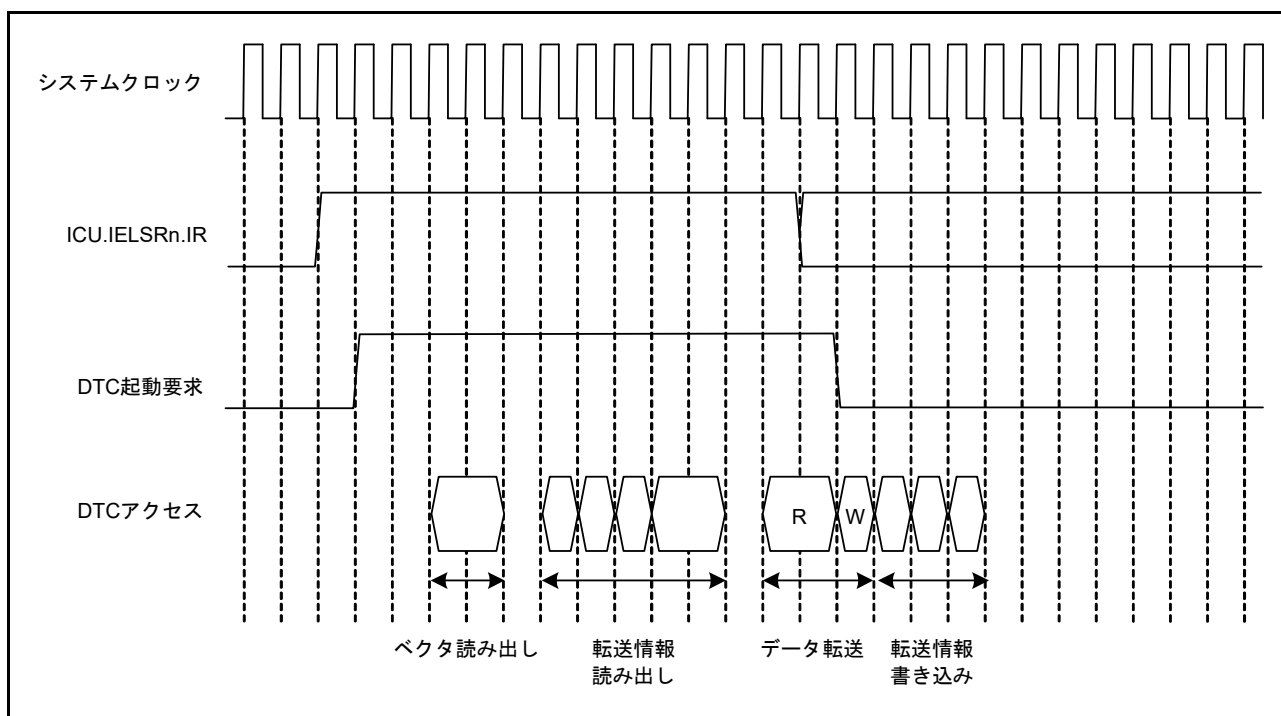 システムクロック
ICU.IELSRn.IR
DTC起動要求
DTCアクセス
R
W
ベクタ読み出し
転送情報
読み出し
データ転送
転送情報
書き込み